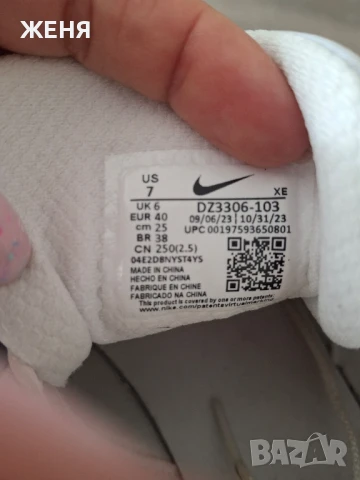 ЖЕНЯ
US
7
XE
UK 6
EUR 40
cm 25
BR 38
CN 250(2.5)
DZ3306-103
09/06/23 | 10/31/23
UPC 00197593650801
04E2DBNYST4YS
MADE IN CHINA
HECHO EN CHINA
FABRIQUE EN CHINE
FABRICADO NA CHINA
This product is covered by one or more patents:
BAZAR
bg